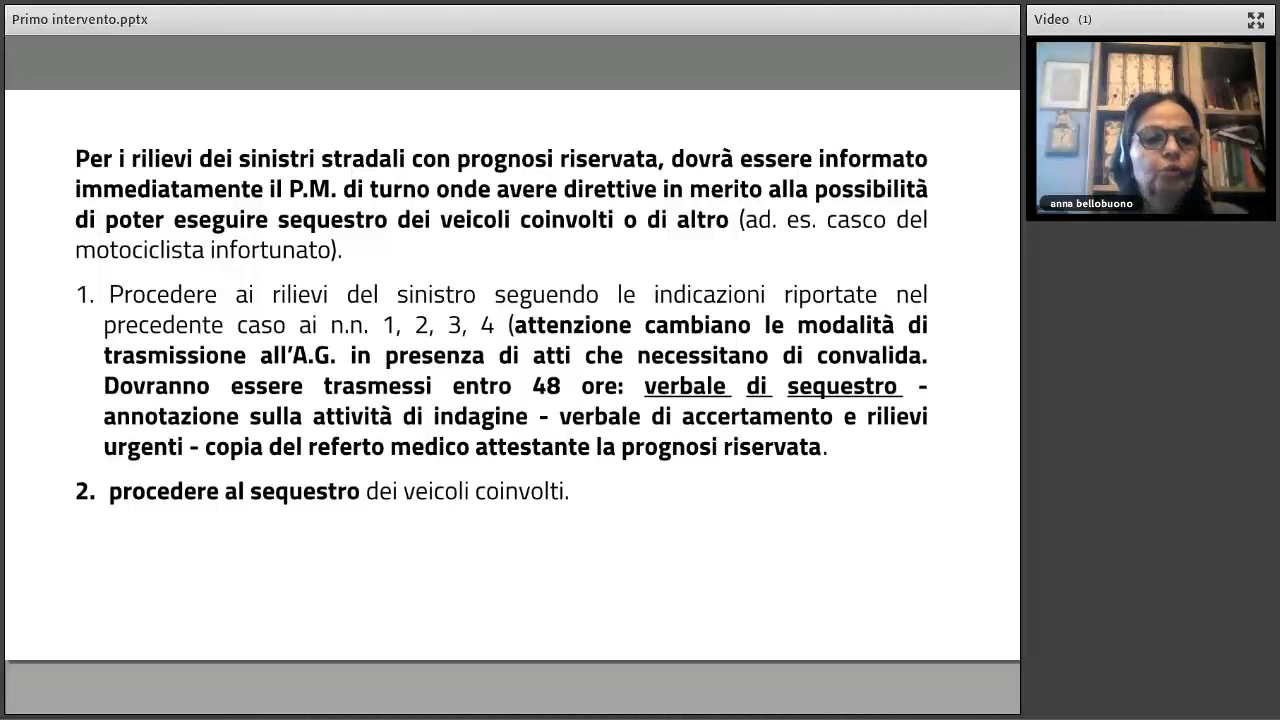 Primo intervento.pptx
Video (1)
Per i rilievi dei sinistri stradali con prognosi riservata, dovrà essere informato
immediatamente il P.M. di turno onde avere direttive in merito alla possibilità
di poter eseguire sequestro dei veicoli coinvolti o di altro (ad. es. casco del
motociclista infortunato).
1. Procedere ai rilievi del sinistro seguendo le indicazioni riportate nel
precedente caso ai n.n. 1, 2, 3, 4 (attenzione cambiano le modalità di
trasmissione all’A.G. in presenza di atti che necessitano di convalida.
Dovranno essere trasmessi entro 48 ore: verbale di sequestro -
annotazione sulla attività di indagine - verbale di accertamento e rilievi
urgenti - copia del referto medico attestante la prognosi riservata.
2. procedere al sequestro dei veicoli coinvolti.
anna bellobuono